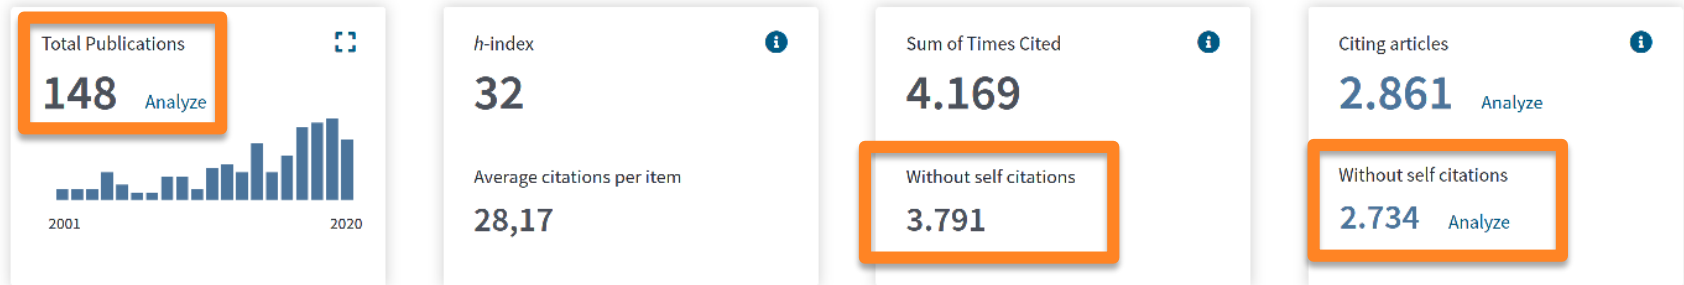 Total Publications
148 Analyze
2001 2020
h-index
32
Average citations per item
28,17
Sum of Times Cited
4.169
Without self citations
3.791
Citing articles
2.861 Analyze
Without self citations
2.734 Analyze